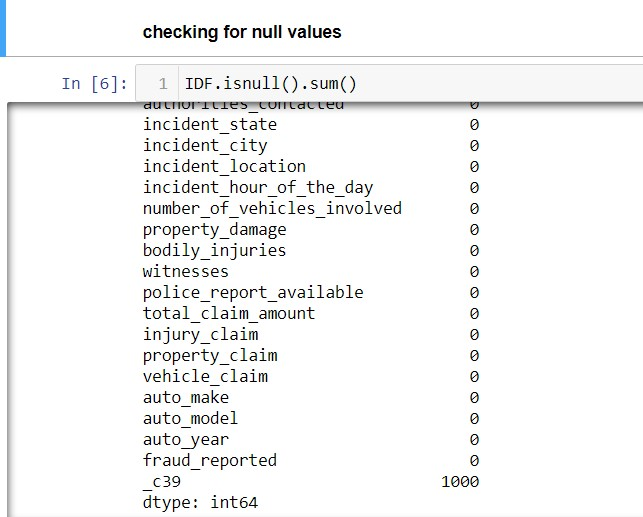 checking for null values
In [6]: 1 IDF.isnull().sum()
authorities_contacted 0
incident_state 0
incident_city 0
incident_location 0
incident_hour_of_the_day 0
number_of_vehicles_involved 0
property_damage 0
bodily_injuries 0
witnesses 0
police_report_available 0
total_claim_amount 0
injury_claim 0
property_claim 0
vehicle_claim 0
auto_make 0
auto_model 0
auto_year 0
fraud_reported 0
_c39 1000
dtype: int64